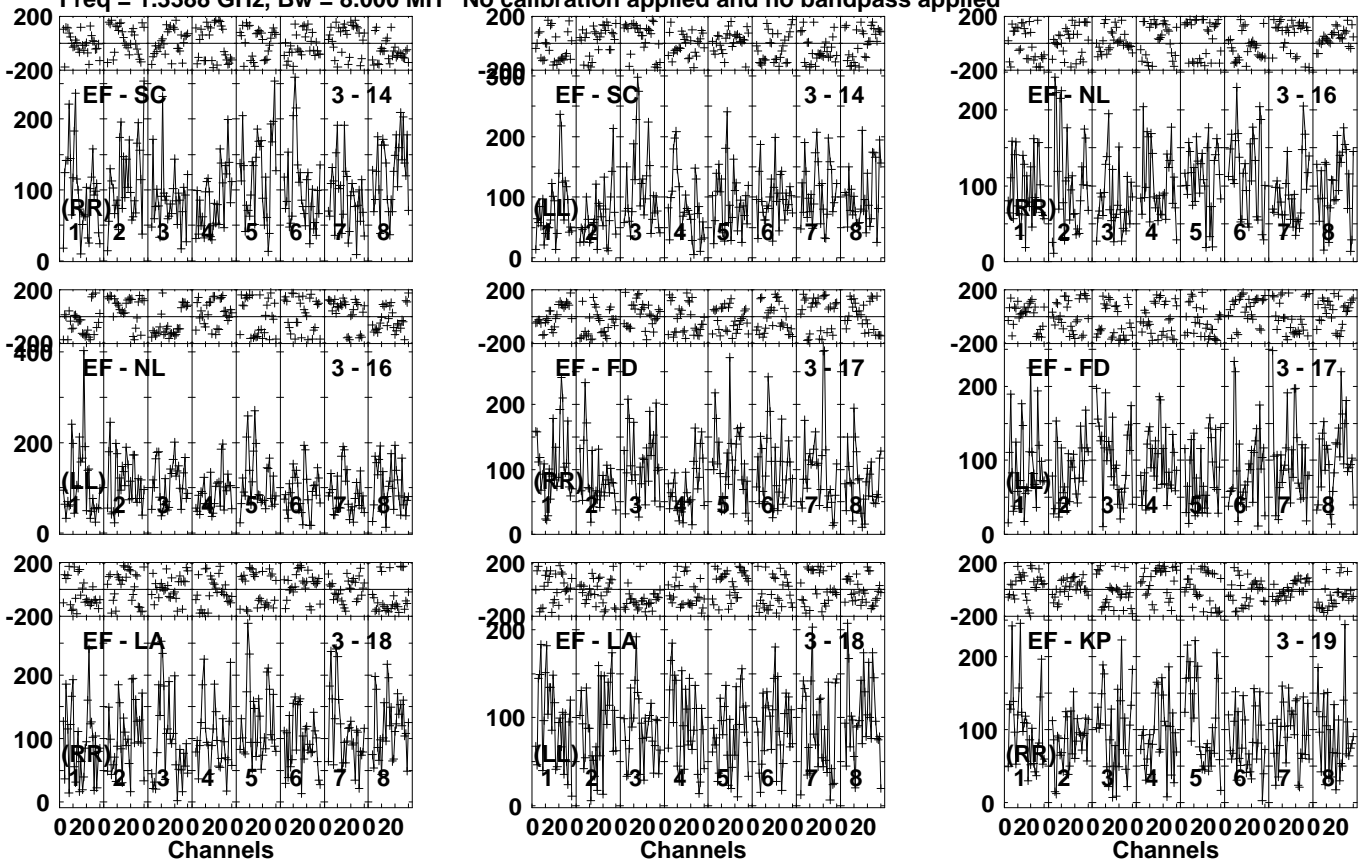 Freq = GHz, Bw = 8.000 MH No calibration applied and no bandpass applied
200 200 200
-200 -200 -200
300
EF - SC 3 - 14 EF - SC 3 - 14 EF - NL 3 - 16
200 200 200
100 100 100
(RR) (LL) (RR)
1 2 3 4 5 6 7 8 1 2 3 4 5 6 7 8 1 2 3 4 5 6 7 8
0 0 0
200 200 200
-200 -200 -200
400
EF - NL 3 - 16 EF - FD 3 - 17 EF - FD 3 - 17
200 200 200
100 100
(LL) (RR) (LL)
1 2 3 4 5 6 7 8 1 2 3 4 5 6 7 8 1 2 3 4 5 6 7 8
0 0 0
200 200 200
-200 -200 -200
200
EF - LA 3 - 18 EF - LA 3 - 18 EF - KP 3 - 19
200 200
100 100 100
(RR) (LL) (RR)
1 2 3 4 5 6 7 8 1 2 3 4 5 6 7 8 1 2 3 4 5 6 7 8
0 0 0
0 20 0 20 0 20 0 20 0 20 0 20 0 20 0 20 0 20 0 20 0 20 0 20 0 20 0 20 0 20 0 20 0 20 0 20 0 20 0 20 0 20 0 20 0 20 0 20
Channels Channels Channels